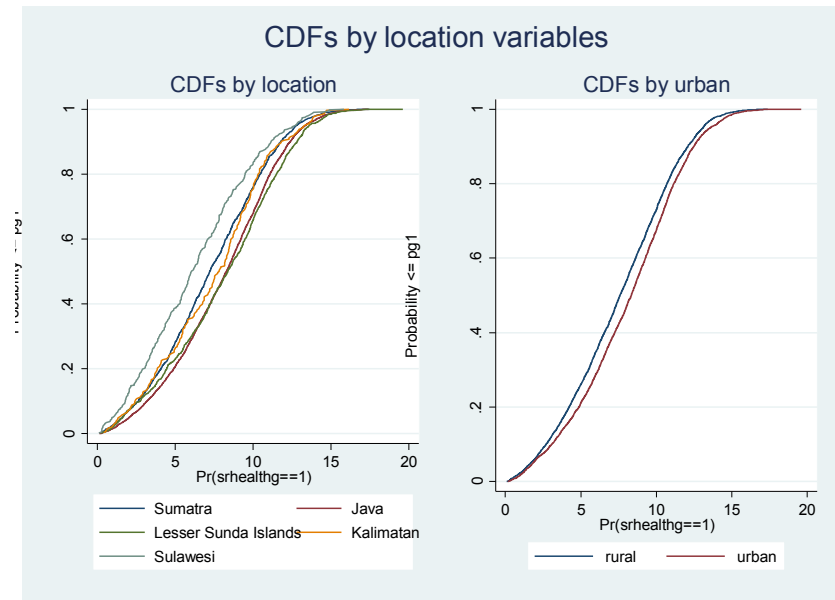 CDFs by location variables
CDFs by location
CDFs by urban
Probability <= pg1
1
.8
.6
.4
.2
0
0 5 10 15 20
Pr(srhealthg==1)
Sumatra Java
Lesser Sunda Islands Kalimatan
Sulawesi
Probability <= pg1
1
.8
.6
.4
.2
0
0 5 10 15 20
Pr(srhealthg==1)
rural urban